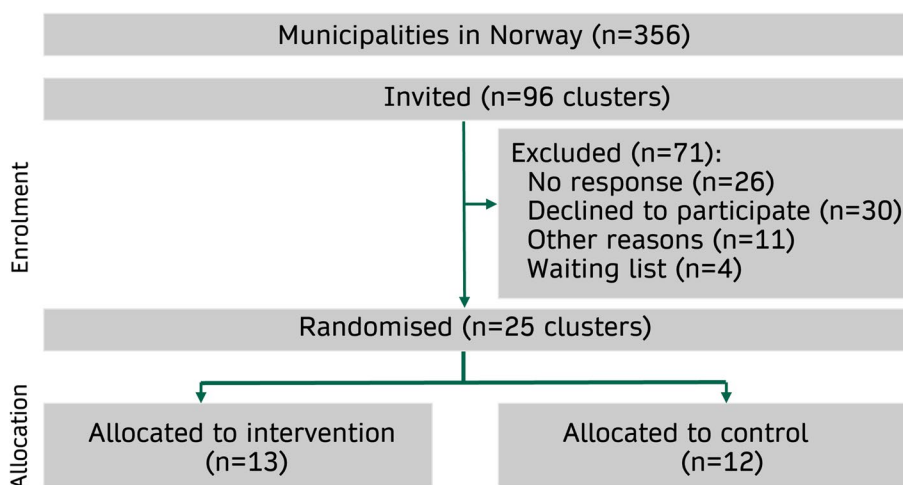 Municipalities in Norway (n=356)
Invited (n=96 clusters)
Enrolment
Excluded (n=71):
No response (n=26)
Declined to participate (n=30)
Other reasons (n=11)
Waiting list (n=4)
Randomised (n=25 clusters)
Allocation
Allocated to intervention
(n=13)
Allocated to control
(n=12)